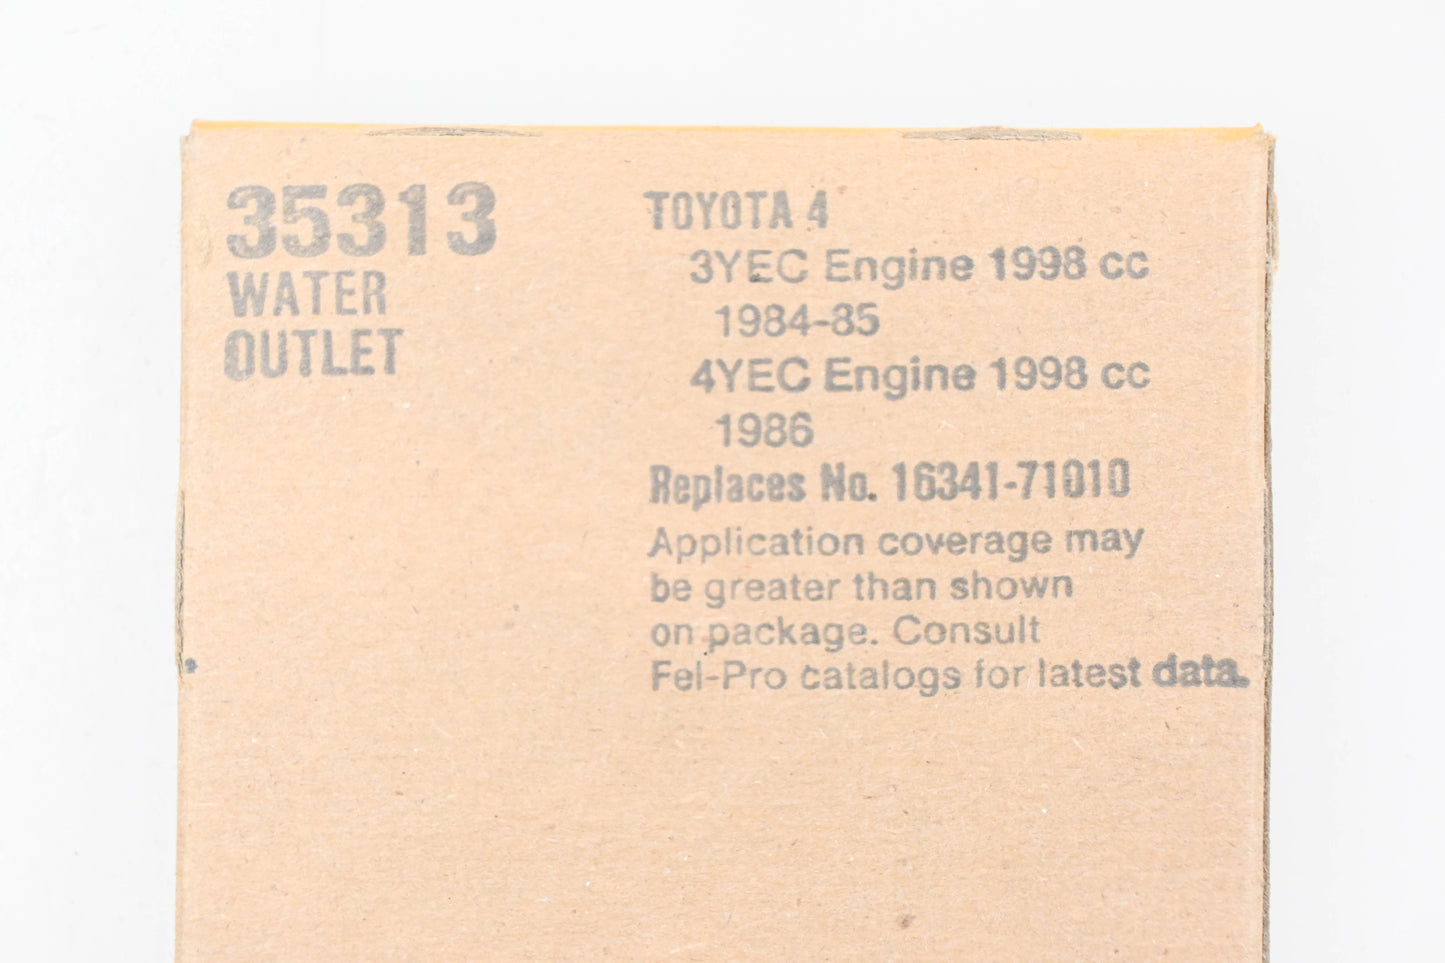 35313
WATER
OUTLET
TOYOTA 4
3YEC Engine 1998 cc
1984-85
4YEC Engine 1998 cc
1986
Replaces No. 16341-71010
Application coverage may
be greater than shown
on package. Consult
Fel-Pro catalogs for latest data.